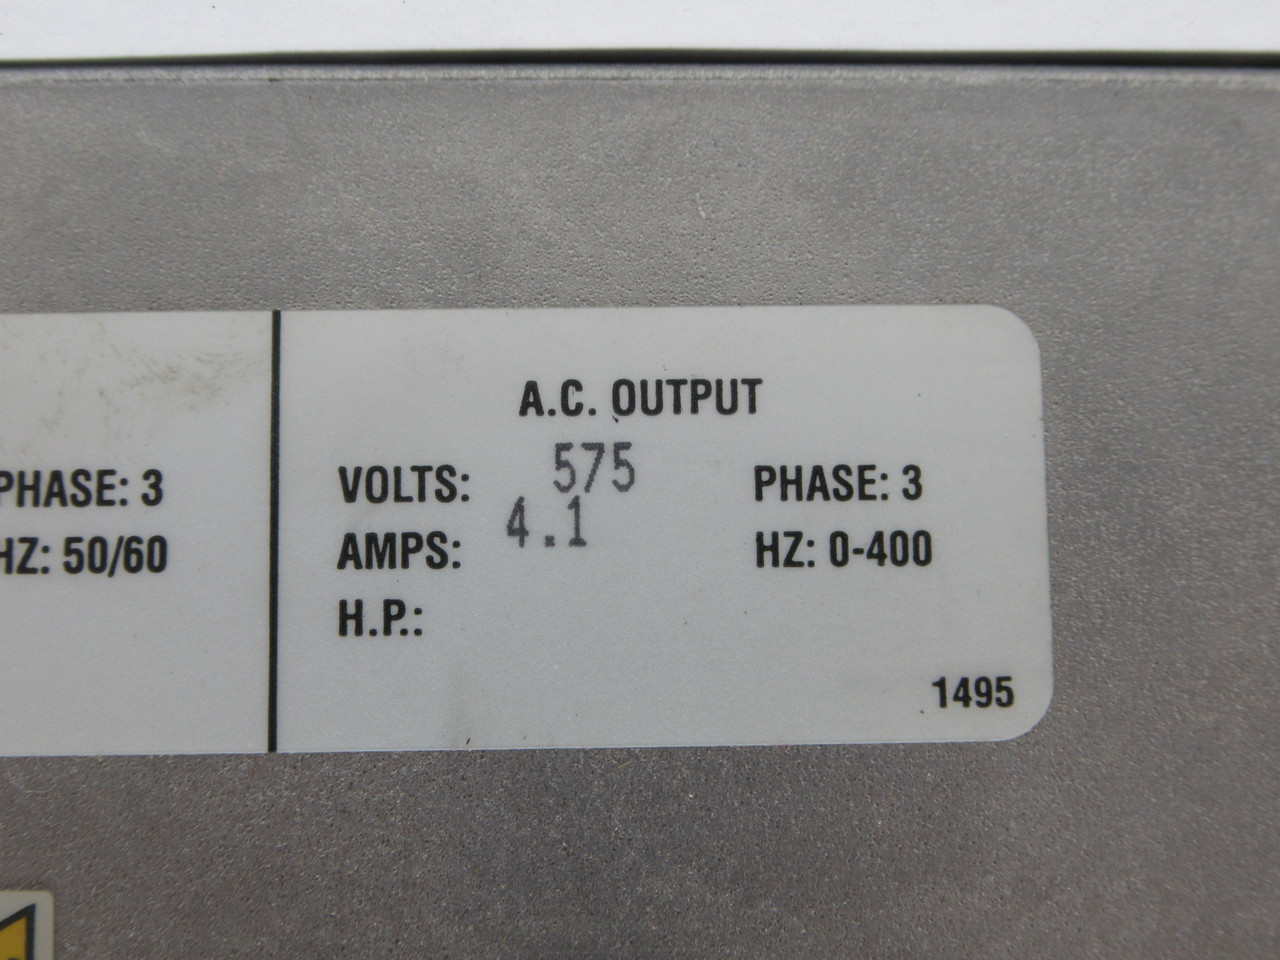 PHASE: 3
HZ: 50/60
A.C. OUTPUT
VOLTS: 575 PHASE: 3
AMPS: 4.1 HZ: 0-400
H.P.:
1495